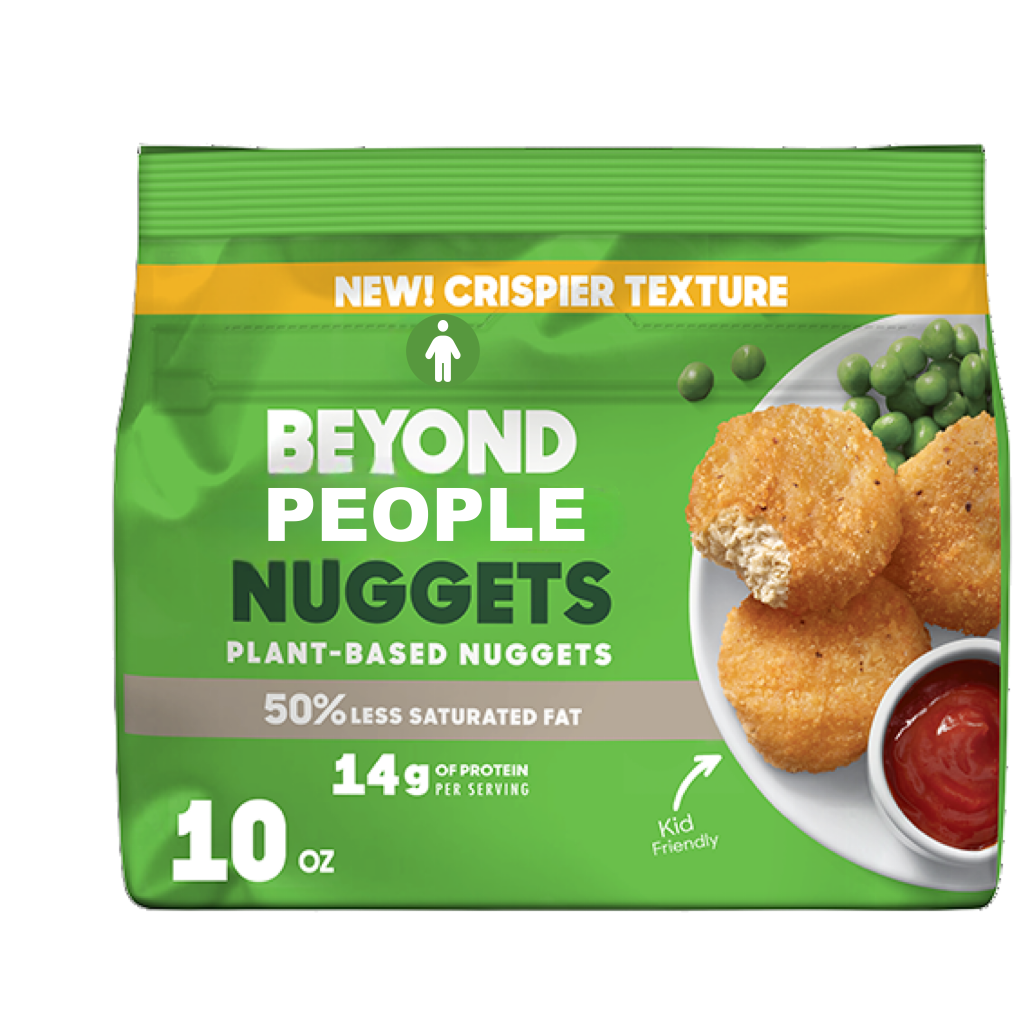 NEW! CRISPIER TEXTURE
BEYOND
PEOPLE
NUGGETS
PLANT-BASED NUGGETS
50% LESS SATURATED FAT
14g OF PROTEIN
PER SERVING
10 OZ
Kid
Friendly